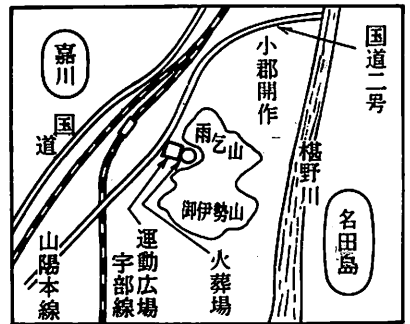 国道二号
小郡開作
椹野川
名田島
雨乞山
御伊勢山
火葬場
運動広場
宇部線
山陽本線
嘉川
国道